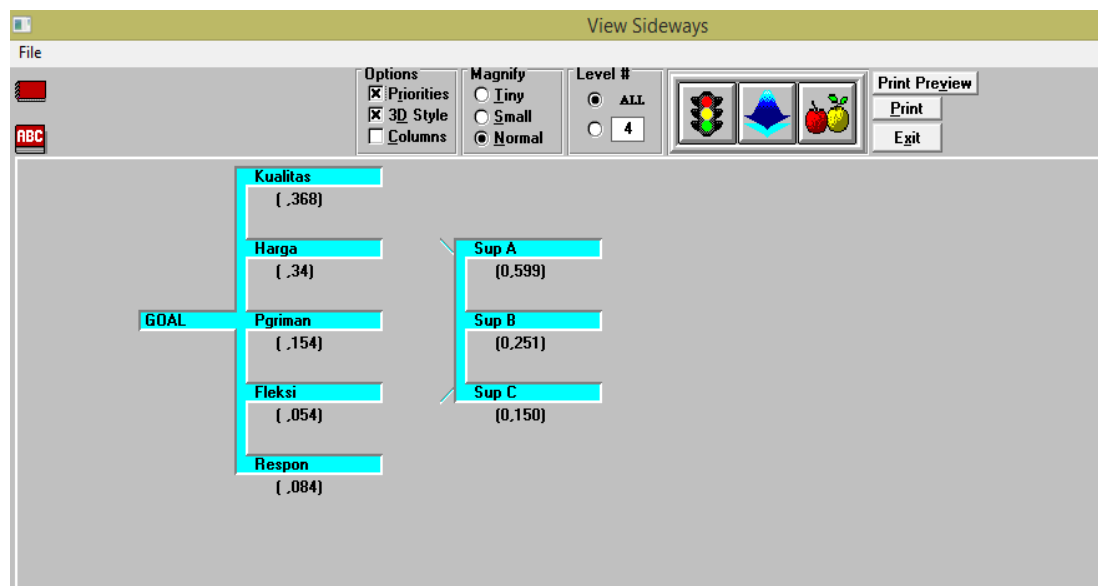 View Sideways
File
Options
Priorities
3D Style
Columns
Magnify
Tiny
Small
Normal
Level #
ALL
4
Print Preview
Print
Exit
ABC
Kualitas
( ,368)
Harga
( ,34)
GOAL
Pgriman
( ,154)
Fleksi
( ,054)
Respon
( ,084)
Sup A
(0,599)
Sup B
(0,251)
Sup C
(0,150)